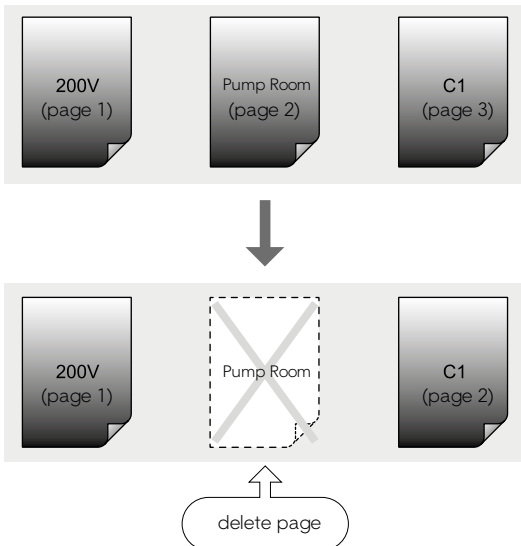 200V
(page 1)
Pump Room
(page 2)
C1
(page 3)
200V
(page 1)
Pump Room
C1
(page 2)
delete page